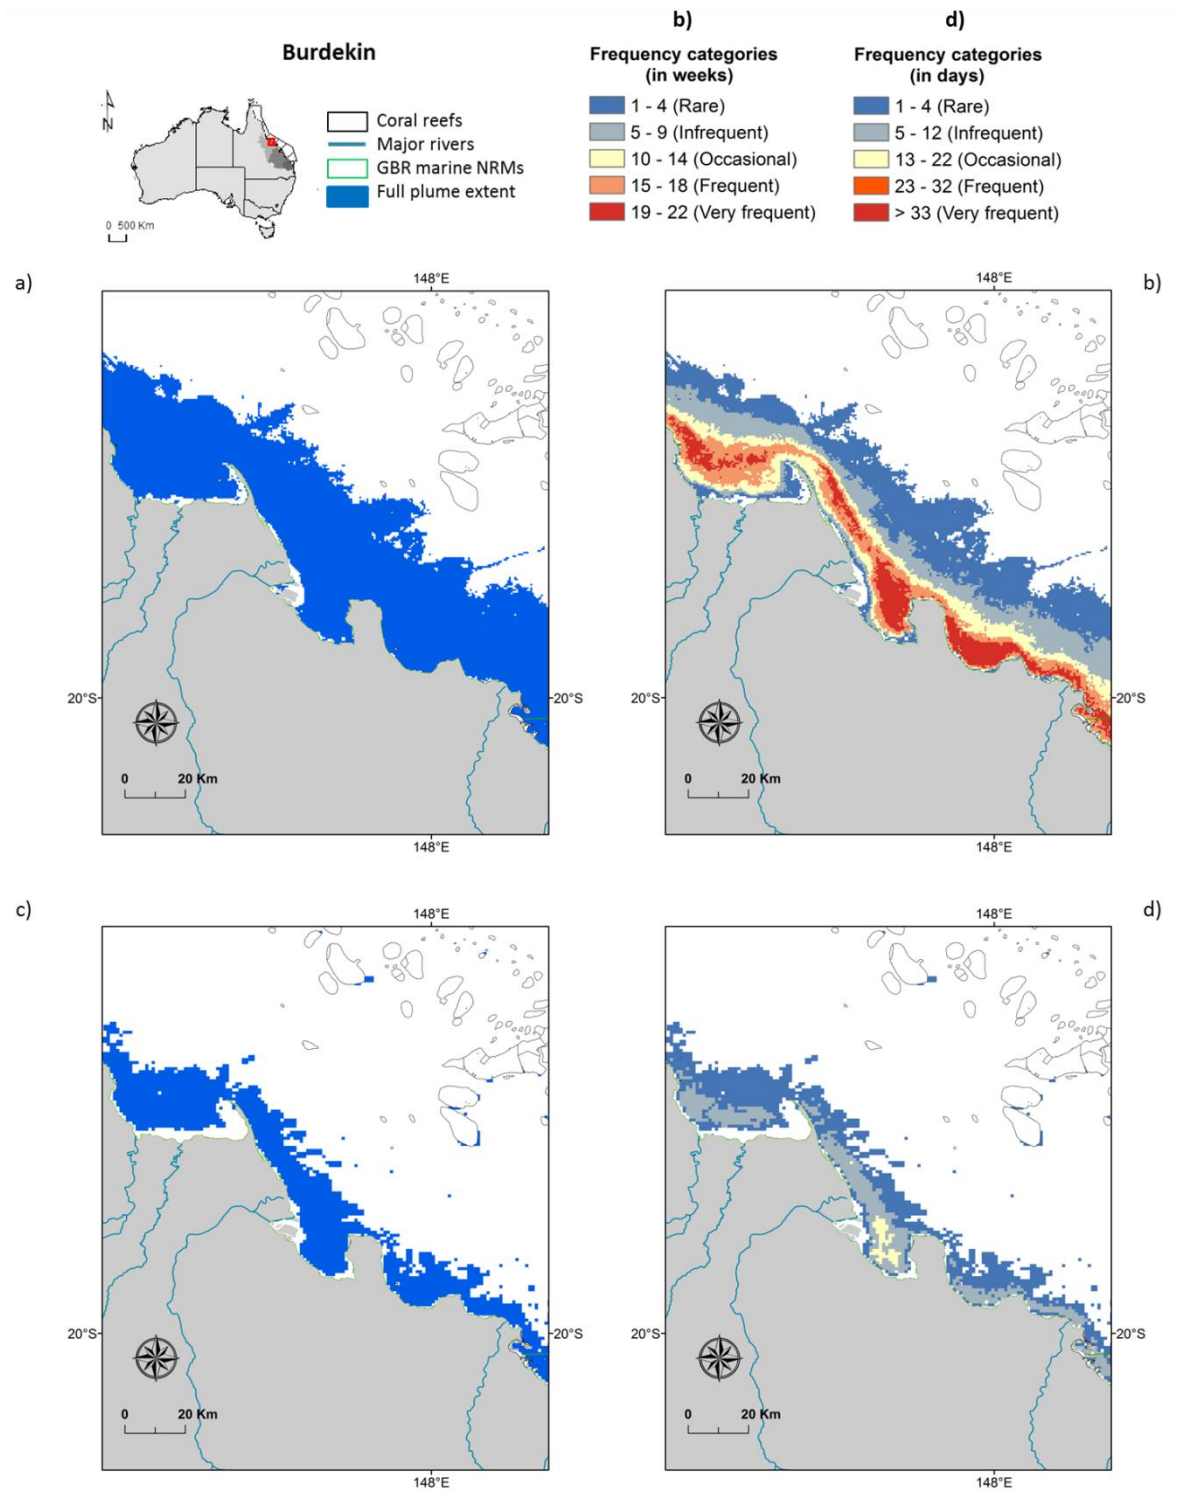 b)
d)
Burdekin
Frequency categories
(in weeks)
Frequency categories
(in days)
N
Coral reefs
Major rivers
GBR marine NRMs
Full plume extent
0 500 Km
1 - 4 (Rare)
5 - 9 (Infrequent)
10 - 14 (Occasional)
15 - 18 (Frequent)
19 - 22 (Very frequent)
1 - 4 (Rare)
5 - 12 (Infrequent)
13 - 22 (Occasional)
23 - 32 (Frequent)
> 33 (Very frequent)
a)
148°E
148°E
b)
20°S
20°S
20°S
20°S
0 20 Km
0 20 Km
148°E
148°E
c)
148°E
148°E
d)
20°S
20°S
20°S
20°S
0 20 Km
0 20 Km
148°E
148°E